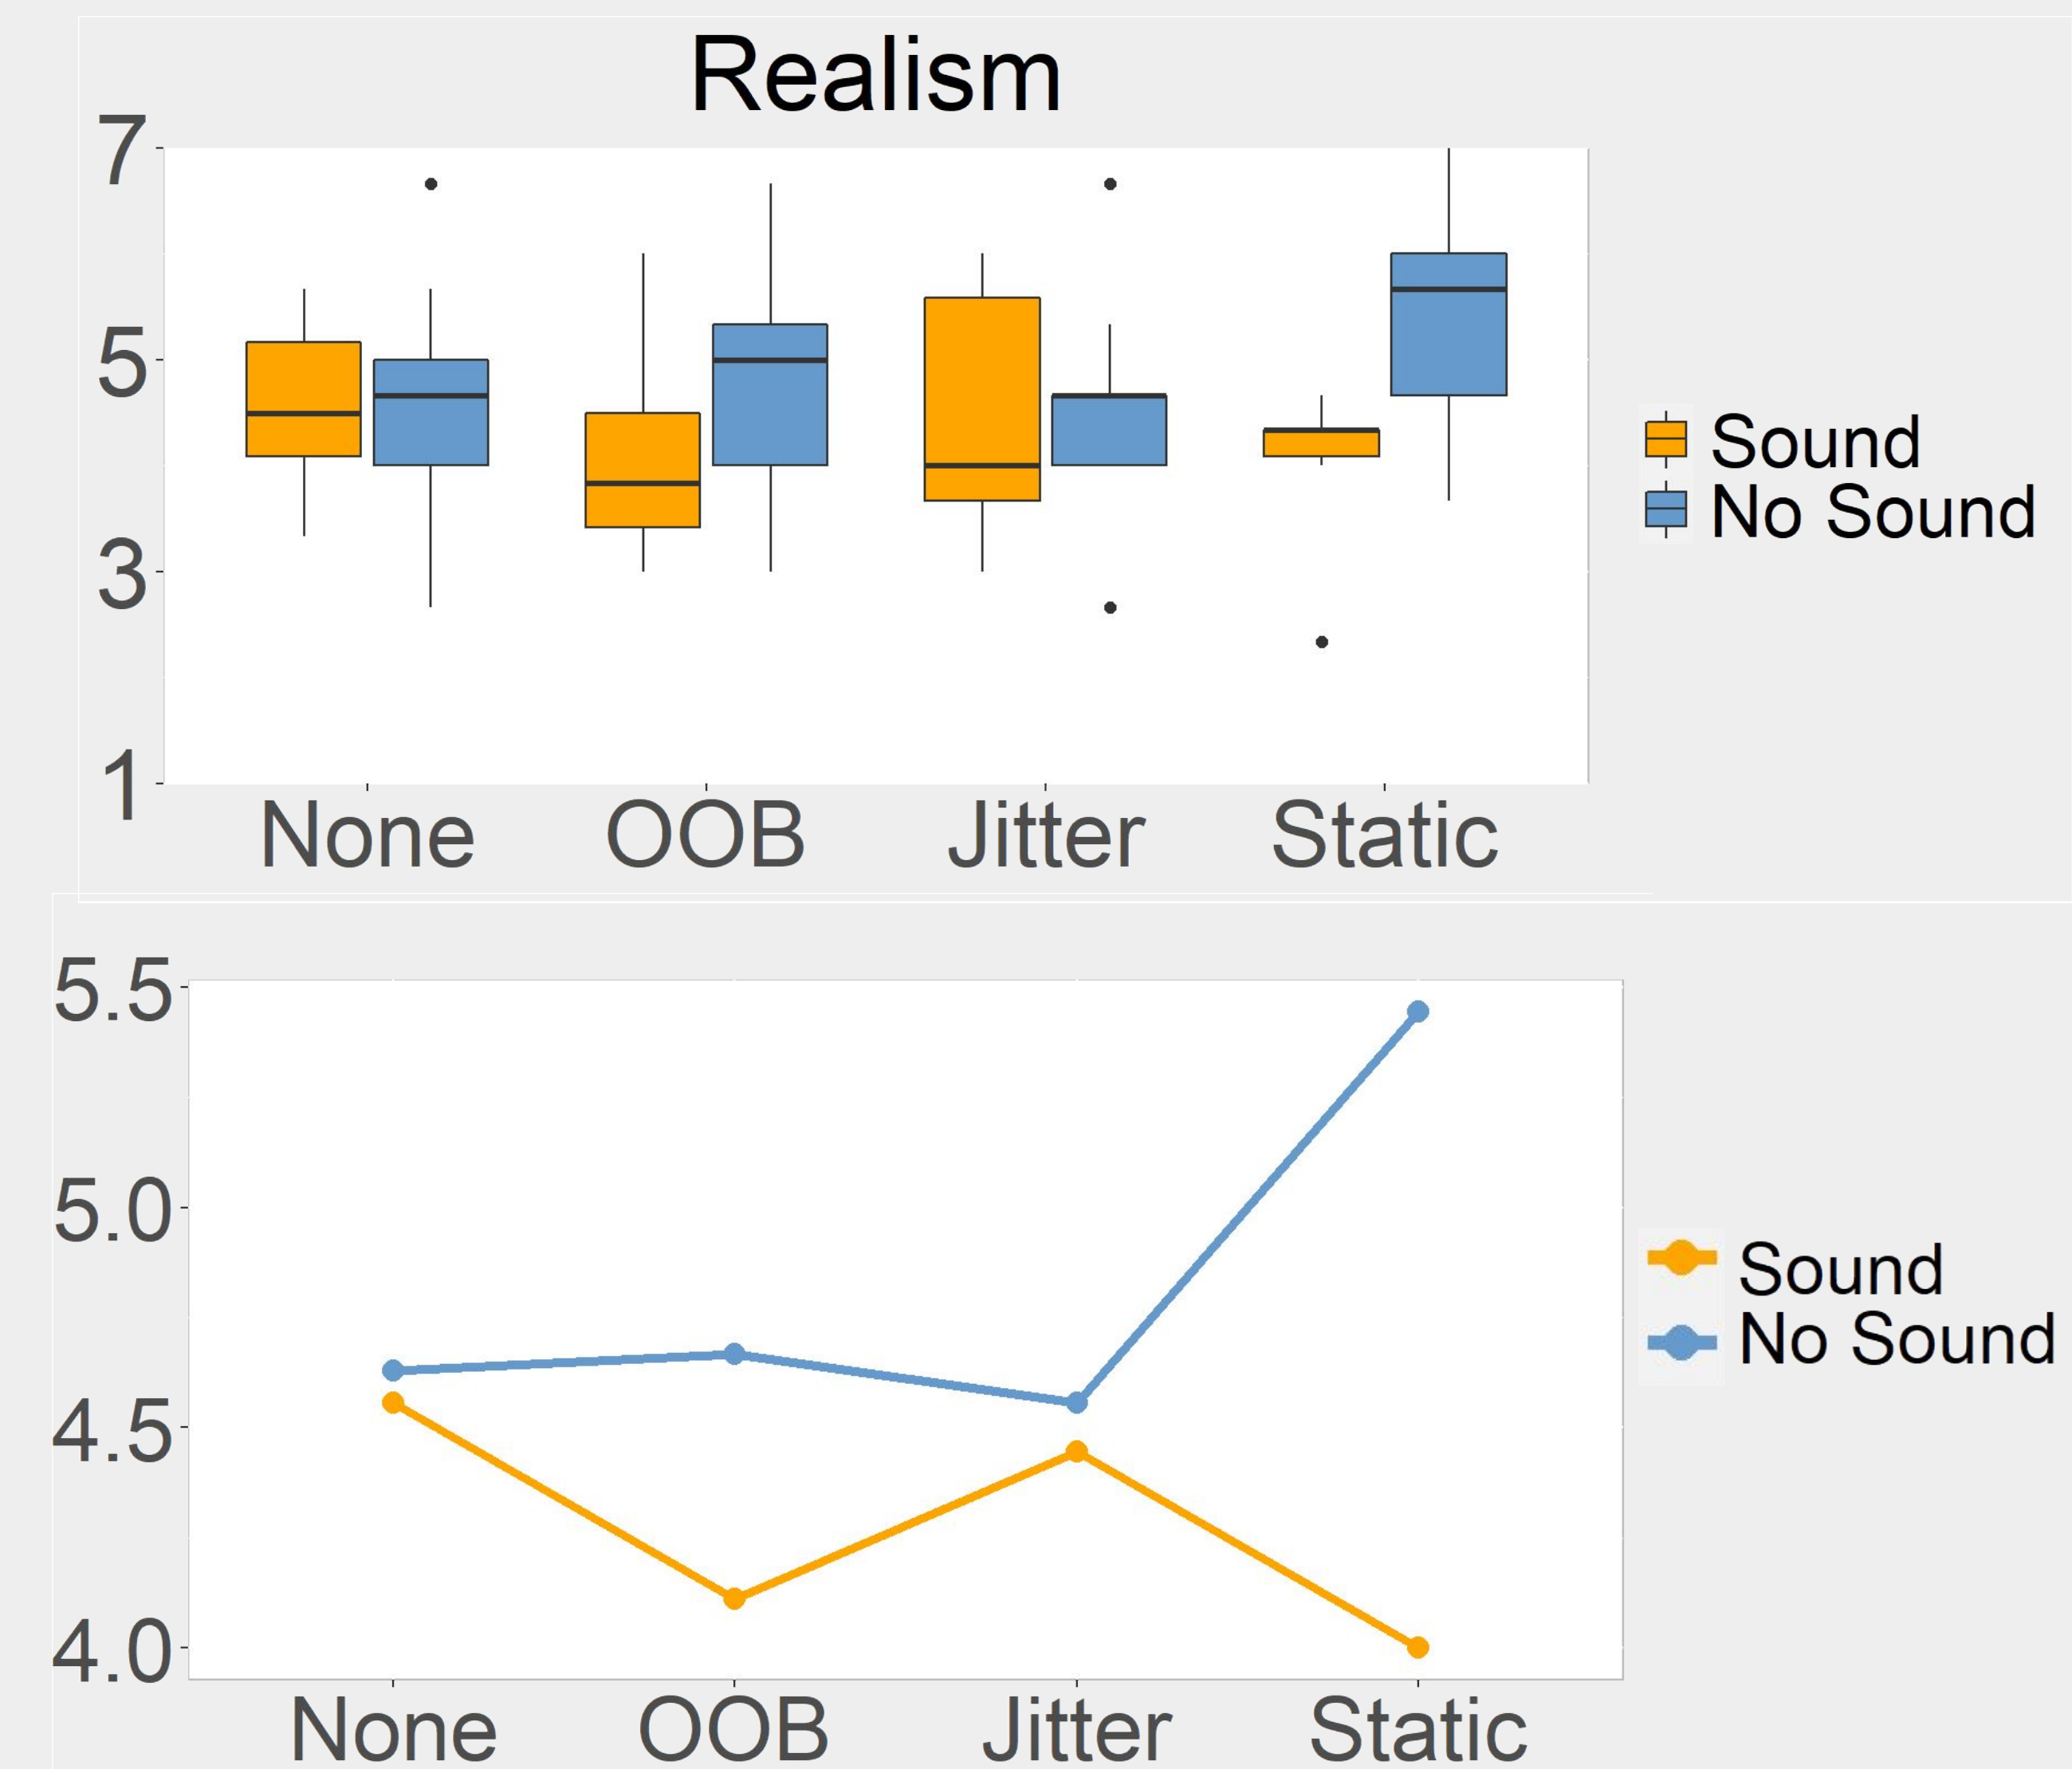 Realism
7
5
3
1
None OOB Jitter Static
Sound
No Sound
5.5
5.0
4.5
4.0
None OOB Jitter Static
Sound
No Sound